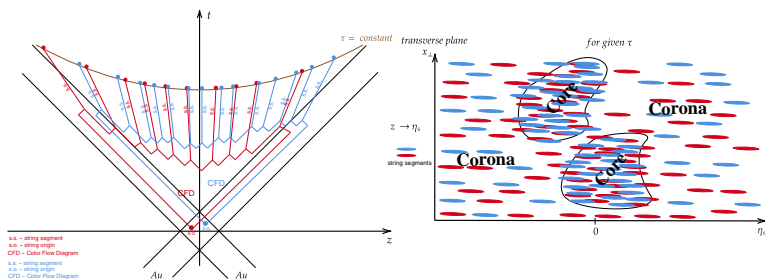 t
τ = constant
s.s.
s.s.
s.s.
s.s.
s.s.
s.s.
s.s.
s.s.
s.s.
s.s.
CFD
CFD
s.o.
s.o.
z
Au
Au
s.s. – string segment
s.o. – string origin
CFD – Color Flow Diagram
s.s. – string segment
s.o. – string origin
CFD – Color Flow Diagram
transverse plane
x⊥
for given τ
z → ηs
string segments
Core
Corona
Corona
Core
0
ηs